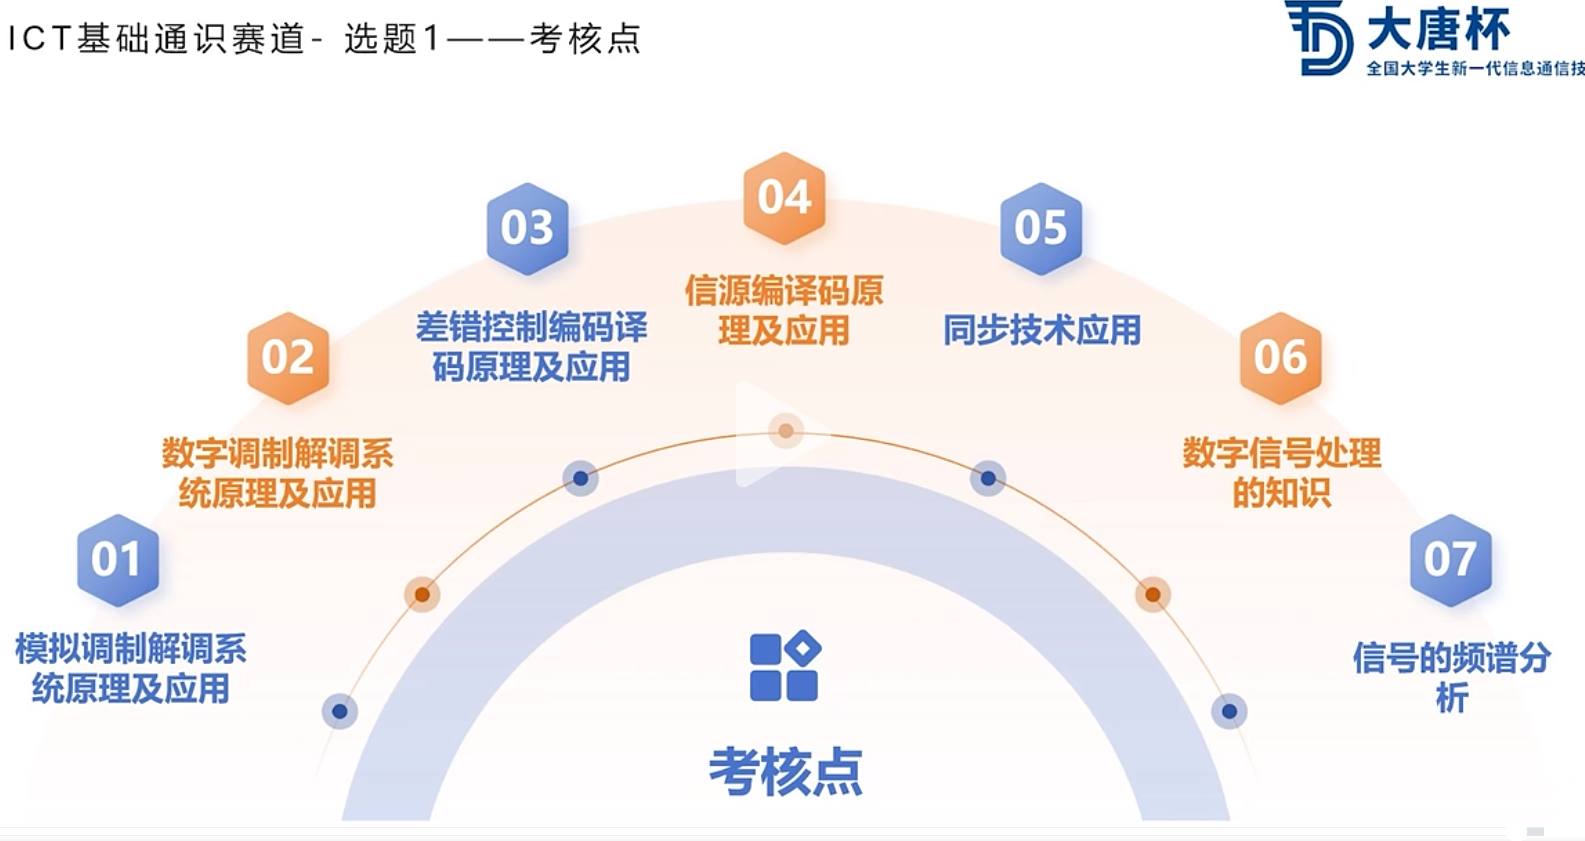 ICT基础通识赛道- 选题1——考核点
大唐杯
全国大学生新一代信息通信技
01
模拟调制解调系
统原理及应用
02
数字调制解调系
统原理及应用
03
差错控制编码译
码原理及应用
04
信源编译码原
理及应用
05
同步技术应用
06
数字信号处理
的知识
07
信号的频谱分
析
考核点